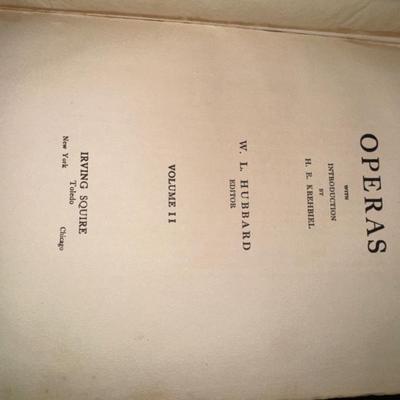 OPERAS
WITH
INTRODUCTION
BY
H. E. KREHBIEL
W. L. HUBBARD
EDITOR
VOLUME II
IRVING SQUIRE
Toledo
New York Chicago